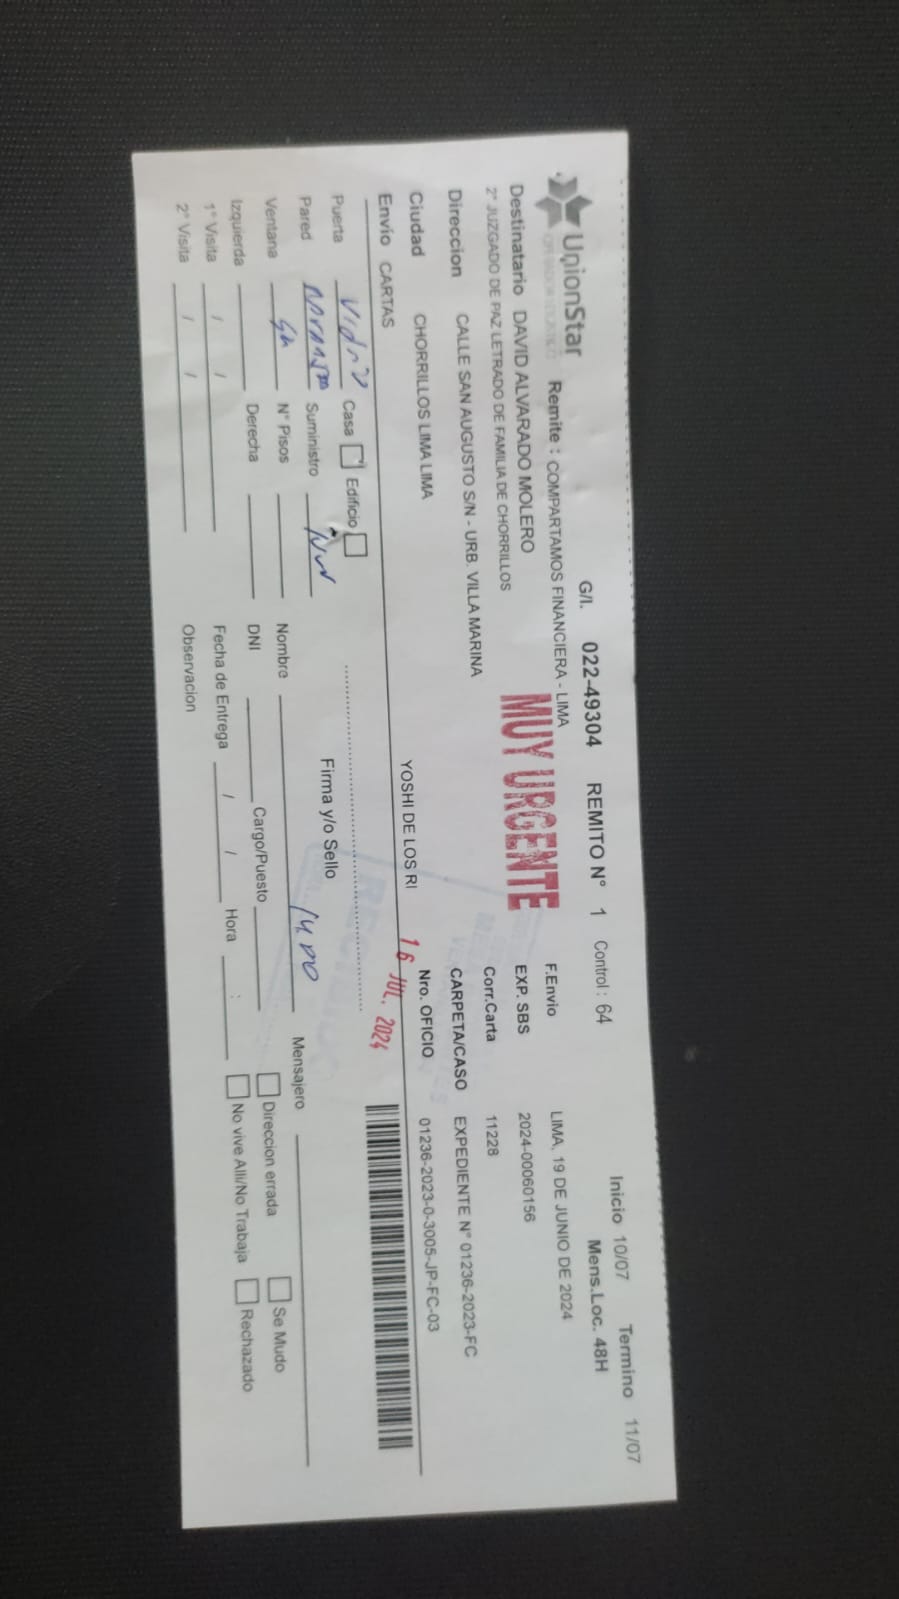 Inicio 10/07 Termino 11/07
G/I. 022-49304 REMITO N° 1 Control : 64 Mens.Loc. 48H
UnionStar
Remite : COMPARTAMOS FINANCIERA - LIMA
F.Envio LIMA, 19 DE JUNIO DE 2024
MUY URGENTE
Destinatario DAVID ALVARADO MOLERO
EXP. SBS 2024-00060156
2° JUZGADO DE PAZ LETRADO DE FAMILIA DE CHORRILLOS
Corr.Carta 11228
Direccion CALLE SAN AUGUSTO S/N - URB. VILLA MARINA
CARPETA/CASO EXPEDIENTE N° 01236-2023-FC
Ciudad CHORRILLOS LIMA LIMA
YOSHI DE LOS RI
Nro. OFICIO 01236-2023-0-3005-JP-FC-03
Envío CARTAS
16 JUL. 2024
Puerta Vidrio Casa Edificio
Pared Suministro
Firma y/o Sello
Ventana N° Pisos Nombre Mensajero
Izquierda Derecha DNI Cargo/Puesto Direccion errada Se Mudo
1° Visita / / Fecha de Entrega / / Hora : No vive Alli/No Trabaja Rechazado
2° Visita / / Observacion